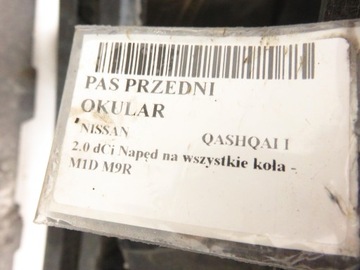 PAS PRZEDNI
OKULAR
NISSAN QASHQAI I
2.0 dCi Napęd na wszystkie koła -
M1D M9R